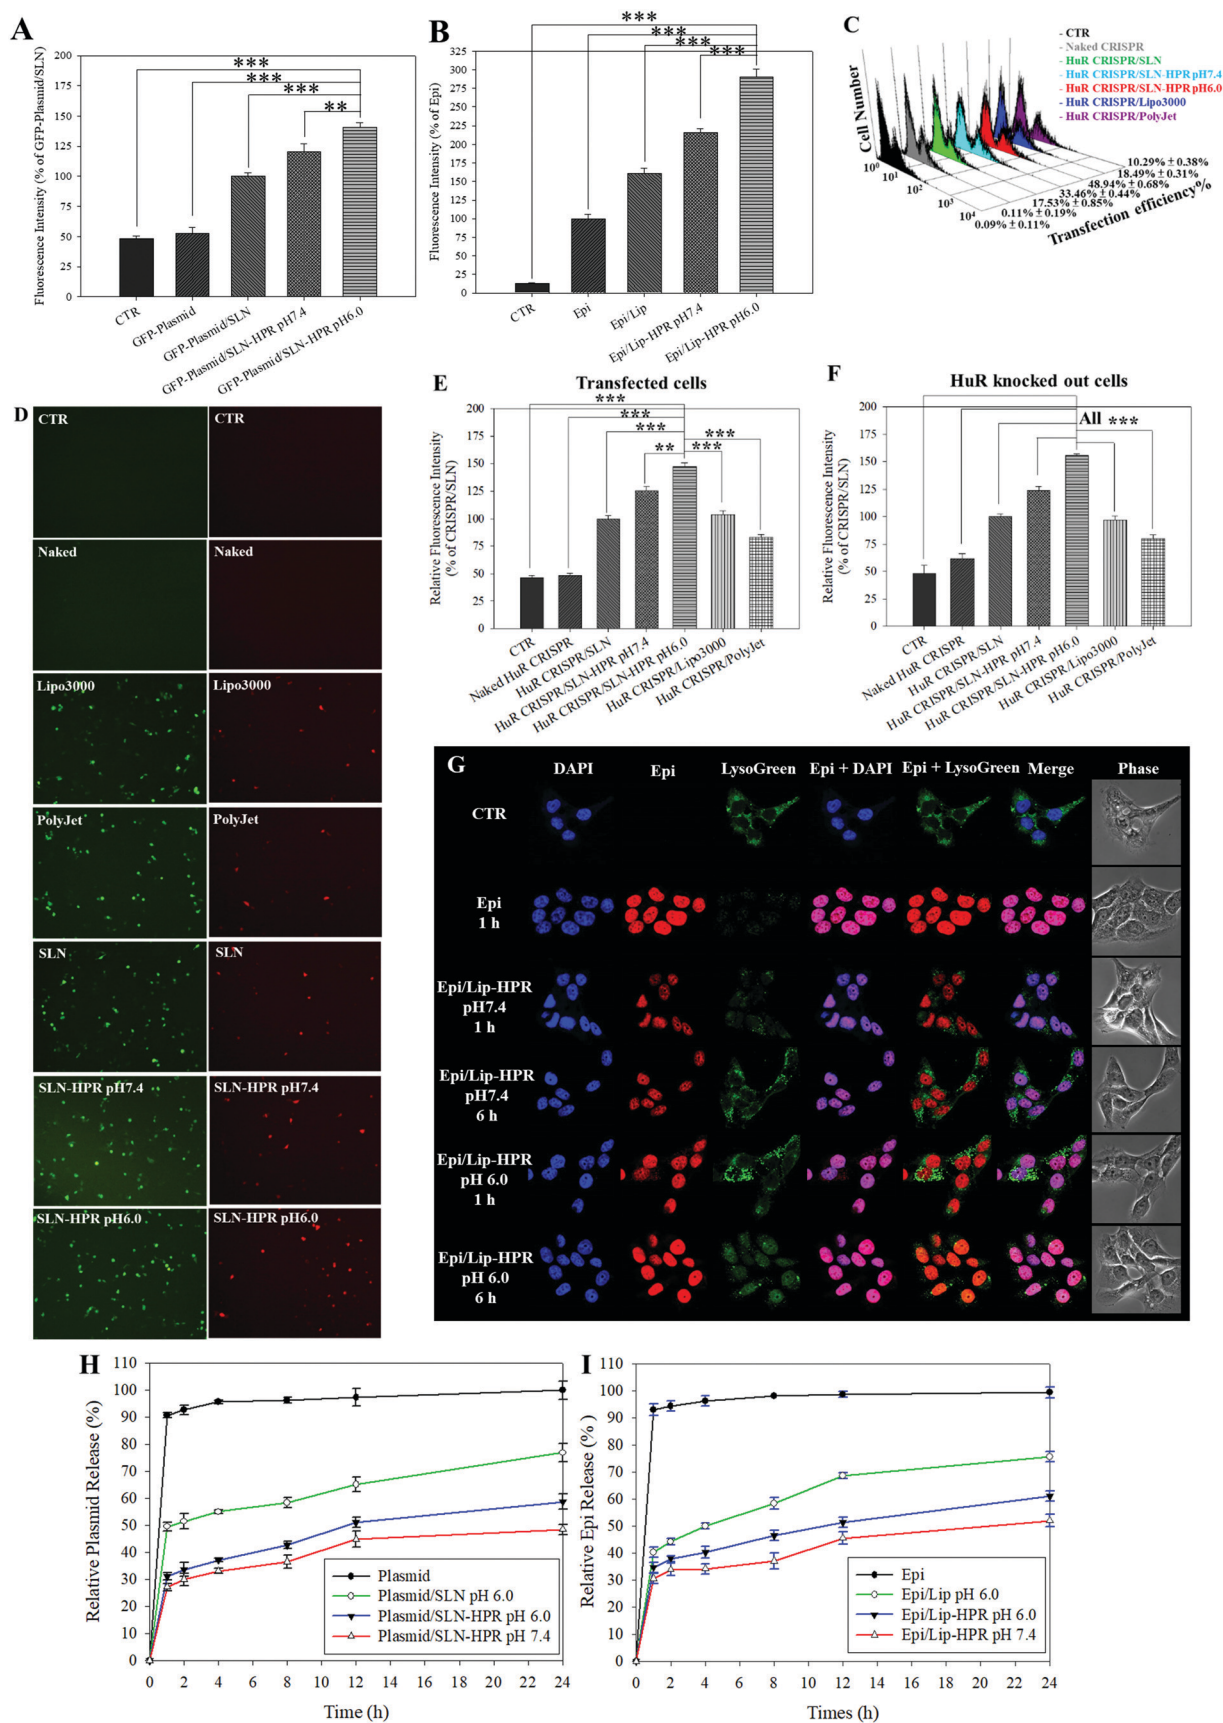 A
Fluorescence Intensity (% of GFP-Plasmid/SLN)
200
175
150
125
100
75
50
25
0
***
***
***
**
CTR
GFP-Plasmid
GFP-Plasmid/SLN
GFP-Plasmid/SLN-HPR pH7.4
GFP-Plasmid/SLN-HPR pH6.0
B
Fluorescence Intensity (% of Epi)
325
300
275
250
225
200
175
150
125
100
75
50
25
0
***
***
***
***
CTR
Epi
Epi/Lip
Epi/Lip-HPR pH7.4
Epi/Lip-HPR pH6.0
C
- CTR
- Naked CRISPR
- HuR CRISPR/SLN
- HuR CRISPR/SLN-HPR pH7.4
- HuR CRISPR/SLN-HPR pH6.0
- HuR CRISPR/Lipo3000
- HuR CRISPR/PolyJet
Cell Number
10⁰
10¹
10²
10³
10⁴
10.29% ± 0.38%
18.49% ± 0.31%
48.94% ± 0.68%
33.46% ± 0.44%
17.53% ± 0.85%
0.11% ± 0.19%
0.09% ± 0.11%
Transfection efficiency%
D
CTR CTR
Naked Naked
Lipo3000 Lipo3000
PolyJet PolyJet
SLN SLN
SLN-HPR pH7.4 SLN-HPR pH7.4
SLN-HPR pH6.0 SLN-HPR pH6.0
E
Transfected cells
Relative Fluorescence Intensity
(% of CRISPR/SLN)
200
175
150
125
100
75
50
25
0
***
***
***
***
**
***
CTR
Naked HuR CRISPR
HuR CRISPR/SLN
HuR CRISPR/SLN-HPR pH7.4
HuR CRISPR/SLN-HPR pH6.0
HuR CRISPR/Lipo3000
HuR CRISPR/PolyJet
F
HuR knocked out cells
Relative Fluorescence Intensity
(% of CRISPR/SLN)
200
175
150
125
100
75
50
25
0
All ***
CTR
Naked HuR CRISPR
HuR CRISPR/SLN
HuR CRISPR/SLN-HPR pH7.4
HuR CRISPR/SLN-HPR pH6.0
HuR CRISPR/Lipo3000
HuR CRISPR/PolyJet
G
DAPI Epi LysoGreen Epi + DAPI Epi + LysoGreen Merge Phase
CTR
Epi
1 h
Epi/Lip-HPR
pH7.4
1 h
Epi/Lip-HPR
pH7.4
6 h
Epi/Lip-HPR
pH 6.0
1 h
Epi/Lip-HPR
pH 6.0
6 h
H
Relative Plasmid Release (%)
110
100
90
80
70
60
50
40
30
20
10
0
Plasmid
Plasmid/SLN pH 6.0
Plasmid/SLN-HPR pH 6.0
Plasmid/SLN-HPR pH 7.4
0 2 4 6 8 10 12 14 16 18 20 22 24
Time (h)
I
Relative Epi Release (% )
110
100
90
80
70
60
50
40
30
20
10
0
Epi
Epi/Lip pH 6.0
Epi/Lip-HPR pH 6.0
Epi/Lip-HPR pH 7.4
0 2 4 6 8 10 12 14 16 18 20 22 24
Times (h)